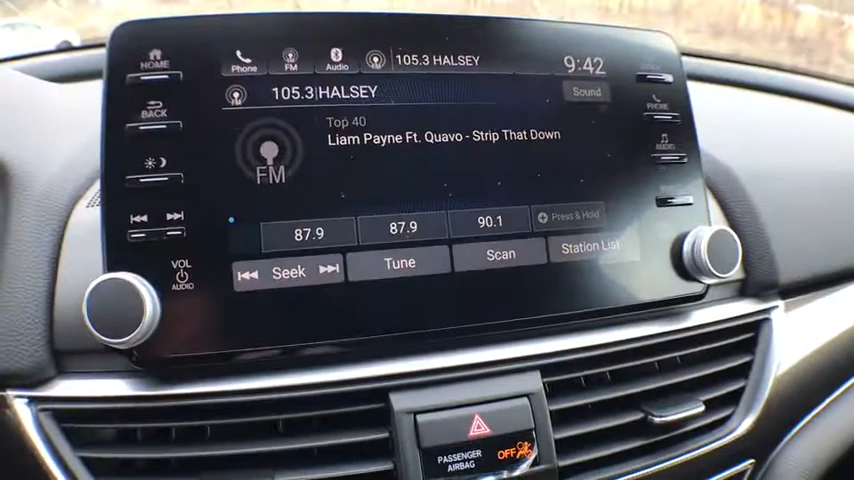 HOME
Phone FM Audio 105.3 HALSEY 9:42
105.3|HALSEY Sound
PHONE
BACK
Top 40
Liam Payne Ft. Quavo - Strip That Down
AUDIO
FM
87.9 87.9 90.1 Press & Hold
VOL
AUDIO
Seek Tune Scan Station List
PASSENGER
AIRBAG
OFF